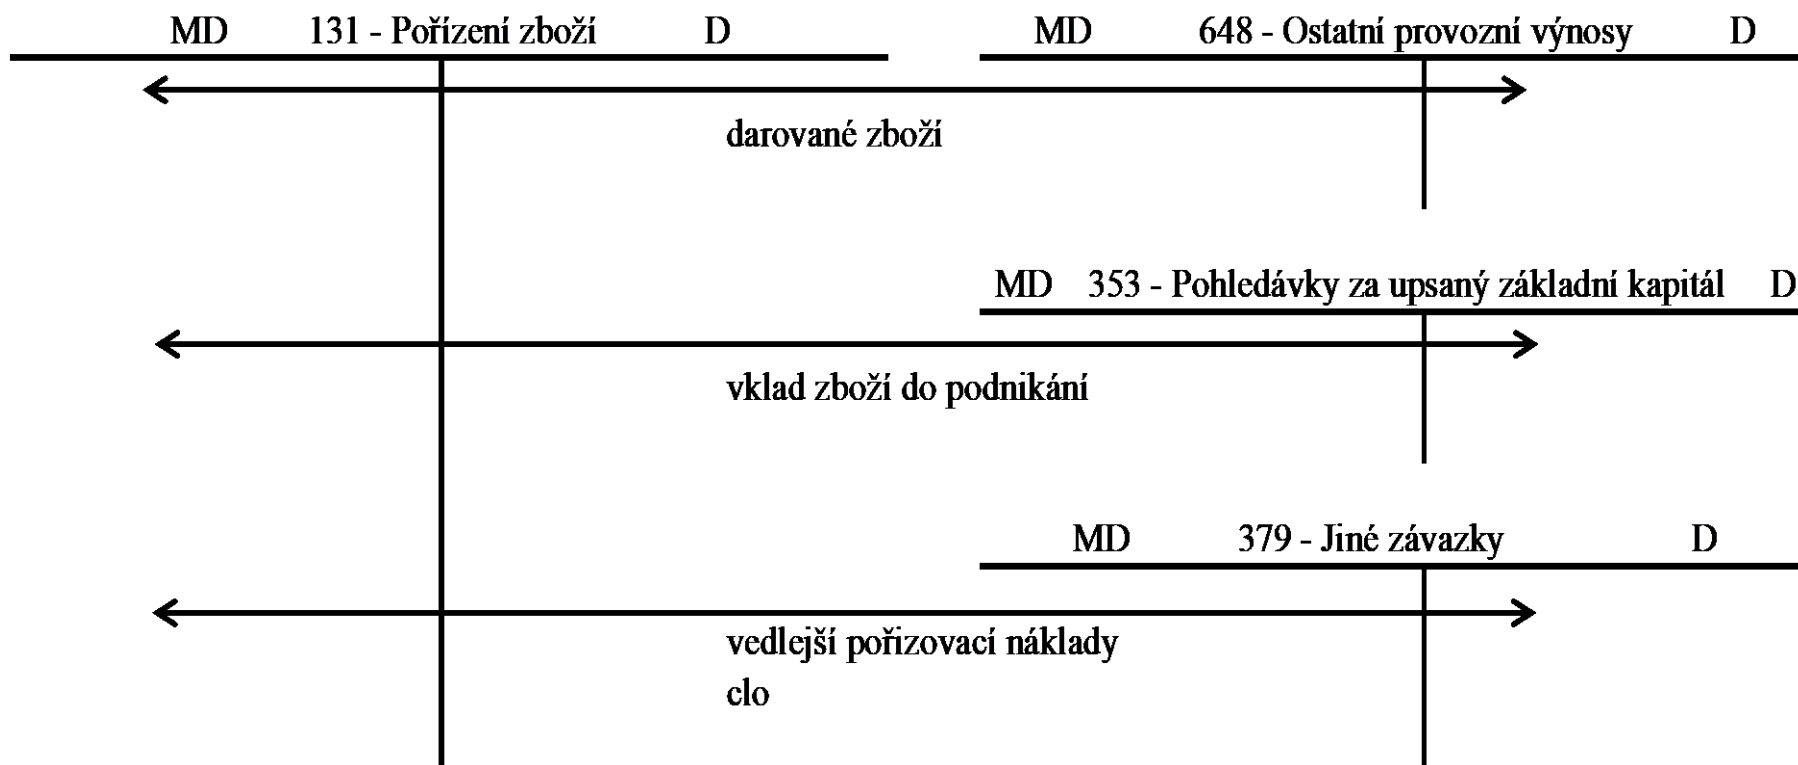 MD 131 - Pořízení zboží D
MD 648 - Ostatní provozní výnosy D
darované zboží
MD 353 - Pohledávky za upsaný základní kapitál D
vklad zboží do podnikání
MD 379 - Jiné závazky D
vedlejší pořizovací náklady
clo